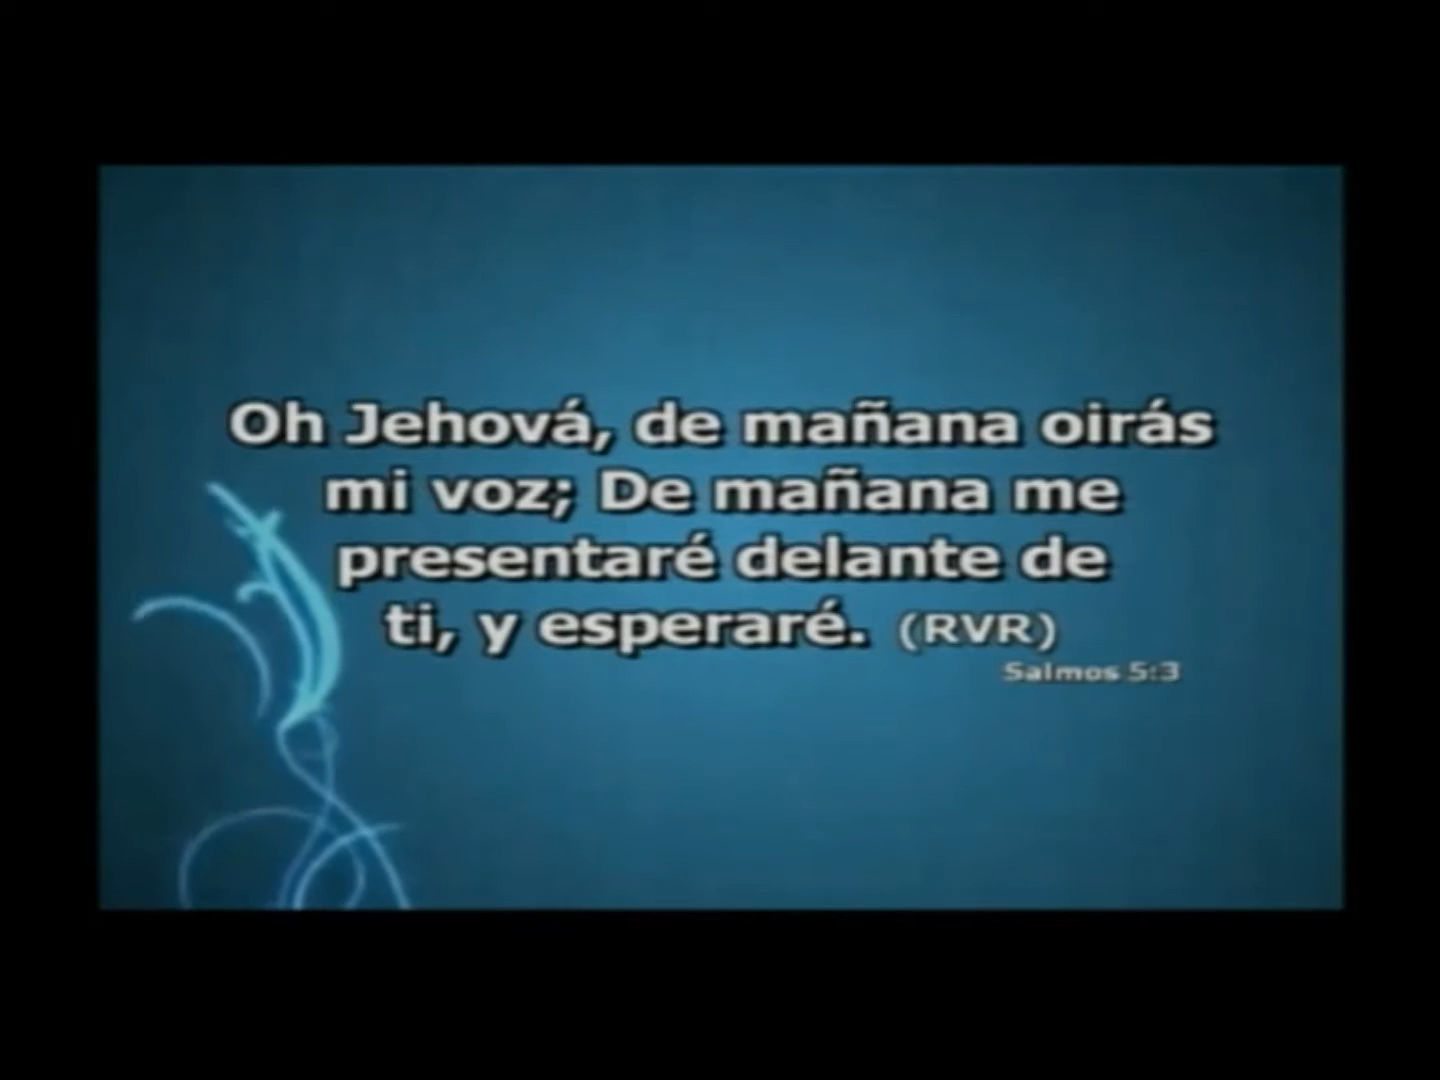 Oh Jehová, de mañana oirás
mi voz; De mañana me
presentaré delante de
ti, y esperaré. (RVR)
Salmos 5:3